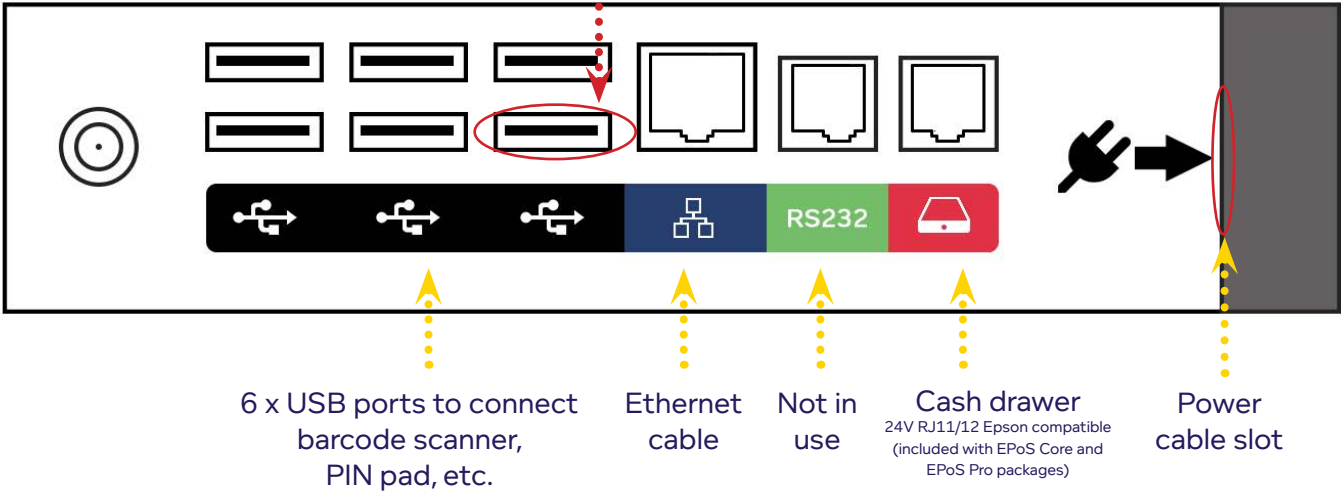 RS232
6 x USB ports to connect
barcode scanner,
PIN pad, etc.
Ethernet
cable
Not in
use
Cash drawer
24V RJ11/12 Epson compatible
(included with EPoS Core and
EPoS Pro packages)
Power
cable slot